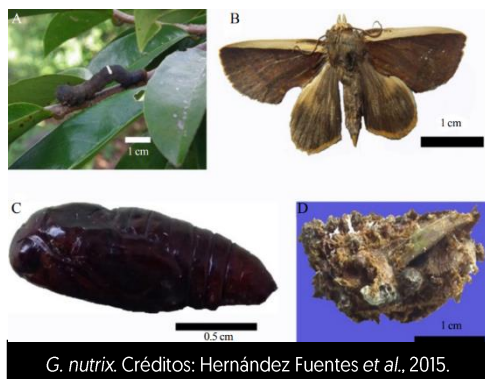 A
1 cm
B
1 cm
C
0.5 cm
D
1 cm
G. nutrix. Créditos: Hernández Fuentes et al., 2015.